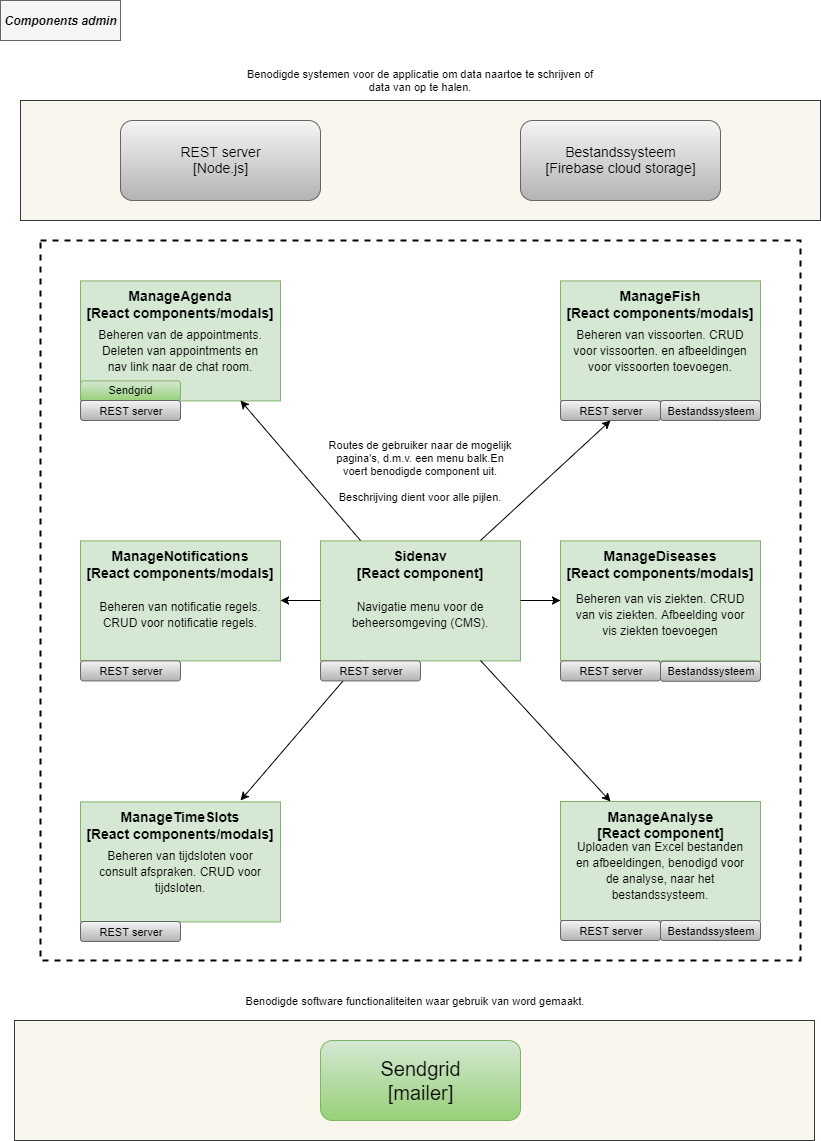 Components admin
Benodigde systemen voor de applicatie om data naartoe te schrijven of
data van op te halen.
REST server
[Node.js]
Bestandssysteem
[Firebase cloud storage]
ManageAgenda
[React components/modals]
Beheren van de appointments.
Deleten van appointments en
nav link naar de chat room.
Sendgrid
REST server
ManageFish
[React components/modals]
Beheren van vissoorten. CRUD
voor vissoorten. en afbeeldingen
voor vissoorten toevoegen.
REST server
Bestandssysteem
Routes de gebruiker naar de mogelijk
pagina's, d.m.v. een menu balk.En
voert benodigde component uit.
Beschrijving dient voor alle pijlen.
ManageNotifications
[React components/modals]
Beheren van notificatie regels.
CRUD voor notificatie regels.
REST server
Sidenav
[React component]
Navigatie menu voor de
beheersomgeving (CMS).
REST server
ManageDiseases
[React components/modals]
Beheren van vis ziekten. CRUD
van vis ziekten. Afbeelding voor
vis ziekten toevoegen
REST server
Bestandssysteem
ManageTimeSlots
[React components/modals]
Beheren van tijdsloten voor
consult afspraken. CRUD voor
tijdsloten.
REST server
ManageAnalyse
[React component]
Uploaden van Excel bestanden
en afbeeldingen, benodigd voor
de analyse, naar het
bestandssysteem.
REST server
Bestandssysteem
Benodigde software functionaliteiten waar gebruik van word gemaakt.
Sendgrid
[mailer]